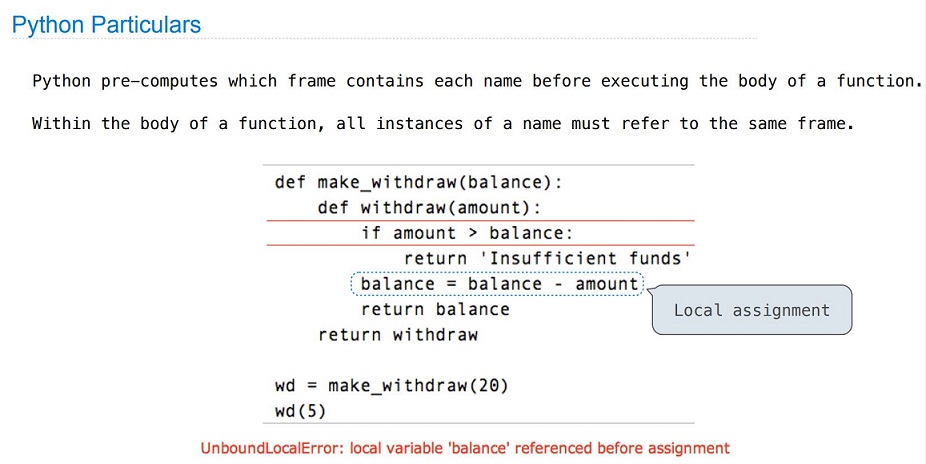 Python Particulars
Python pre-computes which frame contains each name before executing the body of a function.
Within the body of a function, all instances of a name must refer to the same frame.
def make_withdraw(balance):
    def withdraw(amount):
        if amount > balance:
            return 'Insufficient funds'
        balance = balance - amount
Local assignment
        return balance
    return withdraw
wd = make_withdraw(20)
wd(5)
UnboundLocalError: local variable 'balance' referenced before assignment